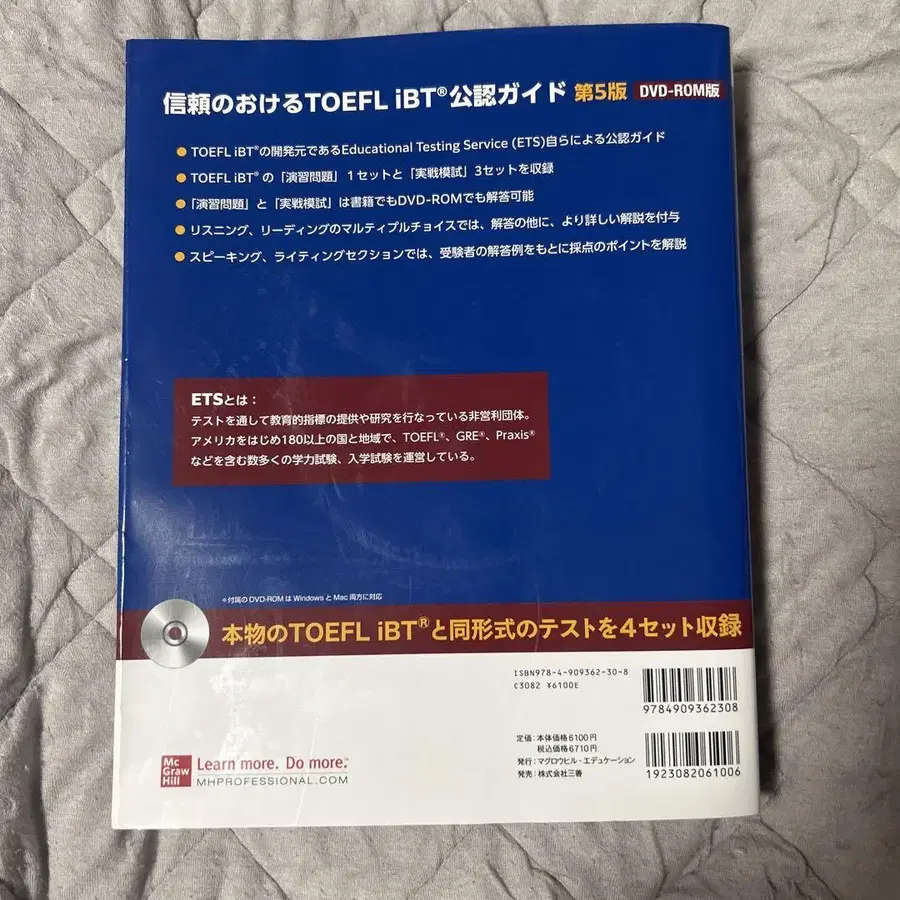 信頼のおけるTOEFL iBT®公認ガイド 第5版 DVD-ROM版
● TOEFL iBT®の開発元であるEducational Testing Service (ETS)自らによる公認ガイド
● TOEFL iBT®の「演習問題」1セットと「実戦模試」3セットを収録
●「演習問題」と「実戦模試」は書籍でもDVD-ROMでも解答可能
● リスニング、リーディングのマルティプルチョイスでは、解答の他に、より詳しい解説を付与
● スピーキング、ライティングセクションでは、受験者の解答例をもとに採点のポイントを解説
ETSとは：
テストを通して教育的指標の提供や研究を行なっている非営利団体。
アメリカをはじめ180以上の国と地域で、TOEFL®、GRE®、Praxis®
などを含む数多くの学力試験、入学試験を運営している。
＊付属のDVD-ROMはWindowsとMac両方に対応
本物のTOEFL iBT®と同形式のテストを4セット収録
ISBN978-4-909362-30-8
C3082 ¥6100E
9784909362308
定価：本体価格6100円
税込価格6710円
発行：マグロウヒル・エデュケーション
発売：株式会社三善
1923082061006
Mc
Graw
Hill
Learn more. Do more.™
MHPROFESSIONAL.COM